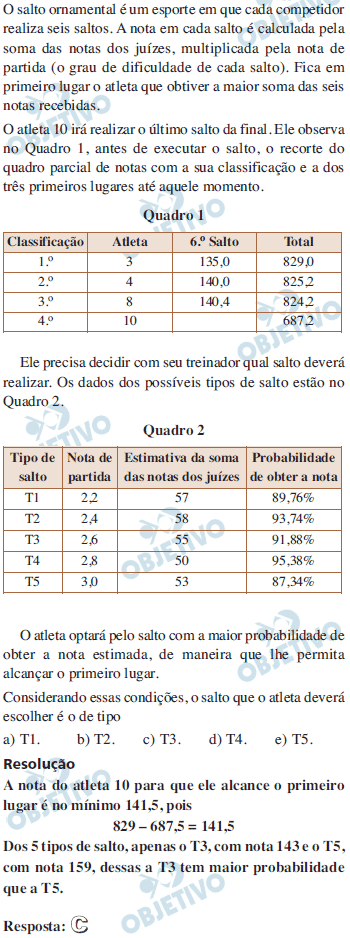 O salto ornamental é um esporte em que cada competidor
realiza seis saltos. A nota em cada salto é calculada pela
soma das notas dos juízes, multiplicada pela nota de
partida (o grau de dificuldade de cada salto). Fica em
primeiro lugar o atleta que obtiver a maior soma das seis
notas recebidas.
O atleta 10 irá realizar o último salto da final. Ele observa
no Quadro 1, antes de executar o salto, o recorte do
quadro parcial de notas com a sua classificação e a dos
três primeiros lugares até aquele momento.
Quadro 1
Classificação Atleta 6.º Salto Total
1.º 3 135,0 829,0
2.º 4 140,0 825,2
3.º 8 140,4 824,2
4.º 10 687,2
Ele precisa decidir com seu treinador qual salto deverá
realizar. Os dados dos possíveis tipos de salto estão no
Quadro 2.
Quadro 2
Tipo de Nota de Estimativa da soma Probabilidade
salto partida das notas dos juízes de obter a nota
T1 2,2 57 89,76%
T2 2,4 58 93,74%
T3 2,6 55 91,88%
T4 2,8 50 95,38%
T5 3,0 53 87,34%
O atleta optará pelo salto com a maior probabilidade de
obter a nota estimada, de maneira que lhe permita
alcançar o primeiro lugar.
Considerando essas condições, o salto que o atleta deverá
escolher é o de tipo
a) T1. b) T2. c) T3. d) T4. e) T5.
Resolução
A nota do atleta 10 para que ele alcance o primeiro
lugar é no mínimo 141,5, pois
829 – 687,5 = 141,5
Dos 5 tipos de salto, apenas o T3, com nota 143 e o T5,
com nota 159, dessas a T3 tem maior probabilidade
que a T5.
Resposta: C
OBJETIVO
OBJETIVO
OBJETIVO
OBJETIVO
OBJETIVO
OBJETIVO
OBJETIVO
OBJETIVO